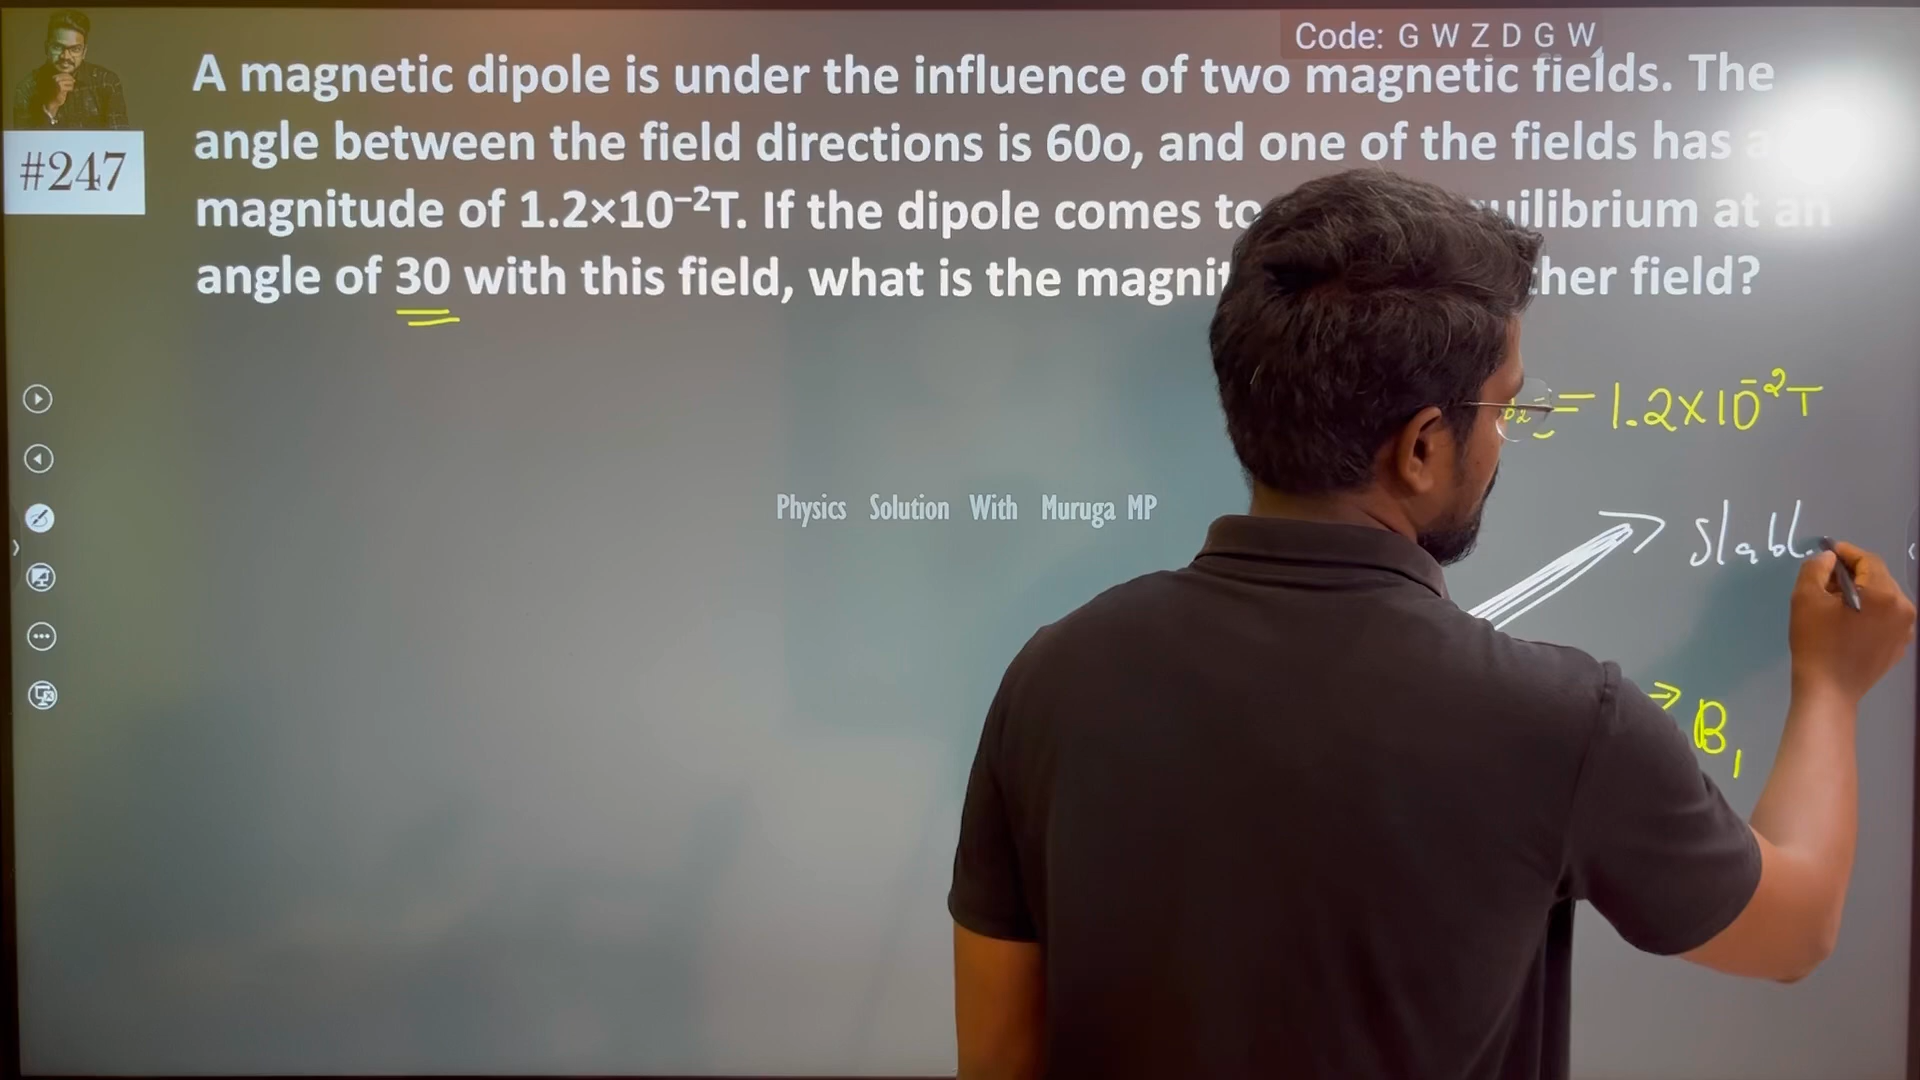 Code: G W Z D G W
A magnetic dipole is under the influence of two magnetic fields. The
#247
angle between the field directions is 60o, and one of the fields has a
magnitude of 1.2×10⁻²T. If the dipole comes to at an
angle of 30 with this field, what is the field?
= 1.2×10⁻²T
Physics Solution With Muruga MP
B₁